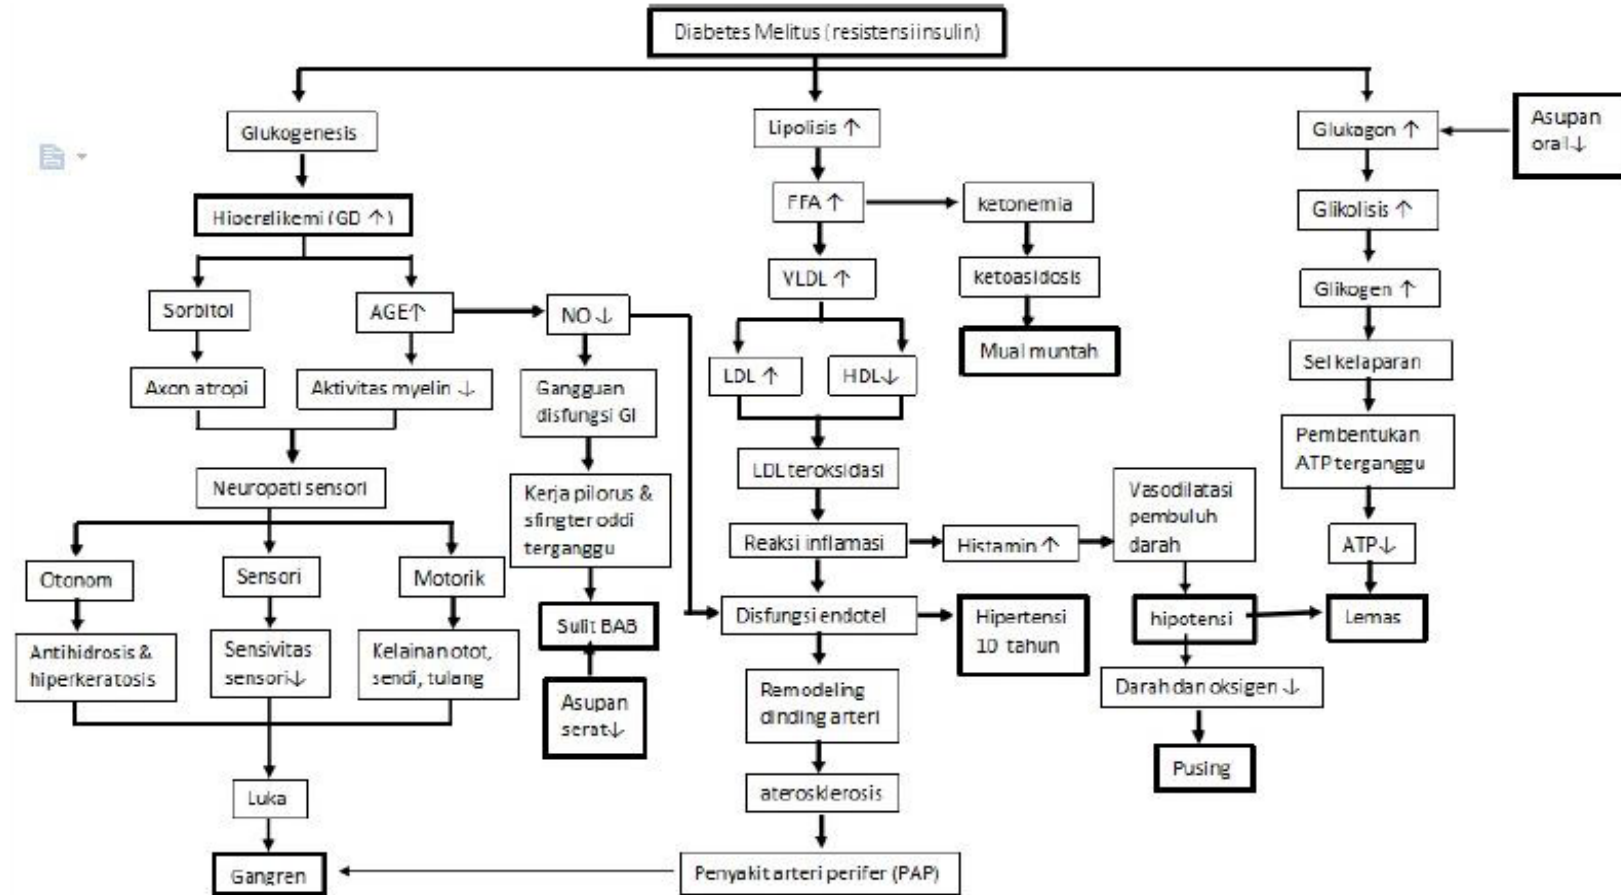 Diabetes Melitus (resistensi insulin)
Glukogenesis
Lipolisis ↑
Glukagon ↑
Asupan
oral↓
Hiperglikemi (GD ↑)
FFA ↑
ketonemia
Glikolisis ↑
VLDL ↑
ketoasidosis
Glikogen ↑
Sorbitol
AGE↑
NO ↓
Mual muntah
Sel kelaparan
Axon atropi
Aktivitas myelin ↓
Gangguan
disfungsi GI
LDL ↑
HDL↓
Pembentukan
ATP terganggu
Neuropati sensori
Kerja pilorus &
sfingter oddi
terganggu
LDL teroksidasi
Vasodilatasi
pembuluh
darah
Reaksi inflamasi
Histamin ↑
ATP↓
Otonom
Sensori
Motorik
Sulit BAB
Disfungsi endotel
Hipertensi
10 tahun
hipotensi
Lemas
Antihidrosis &
hiperkeratosis
Sensivitas
sensori↓
Kelainan otot,
sendi, tulang
Asupan
serat↓
Remodeling
dinding arteri
Darah dan oksigen ↓
Pusing
Luka
aterosklerosis
Gangren
Penyakit arteri perifer (PAP)